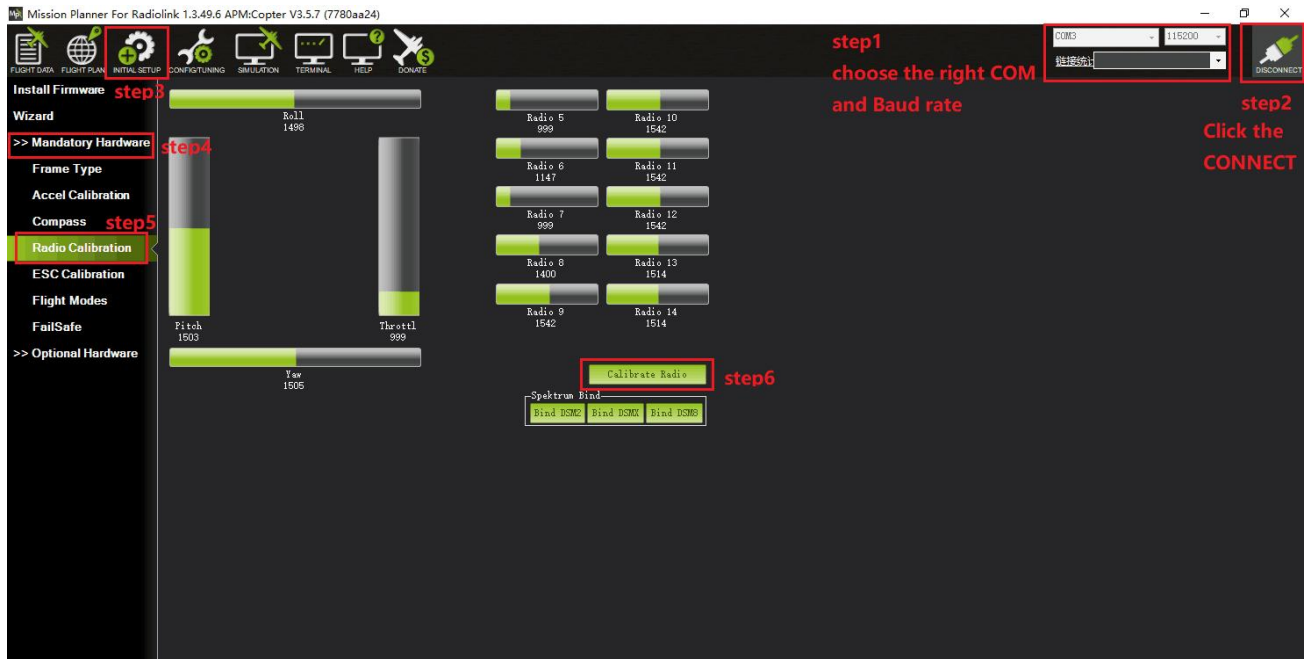 Mission Planner For Radiolink 1.3.49.6 APM:Copter V3.5.7 (7780aa24)
FLIGHT DATA FLIGHT PLAN INITIAL SETUP CONFIG/TUNING SIMULATION TERMINAL HELP DONATE
COM3 115200
链接统计
DISCONNECT
step1
choose the right COM
and Baud rate
step2
Click the
CONNECT
Install Firmware
step3
Wizard
>> Mandatory Hardware
step4
Frame Type
Accel Calibration
Compass
step5
Radio Calibration
ESC Calibration
Flight Modes
FailSafe
>> Optional Hardware
Roll
1498
Pitch
1503
Throttl
999
Yaw
1505
Radio 5
999
Radio 10
1542
Radio 6
1147
Radio 11
1542
Radio 7
999
Radio 12
1542
Radio 8
1400
Radio 13
1514
Radio 9
1542
Radio 14
1514
Calibrate Radio
step6
Spektrum Bind
Bind DSM2 Bind DSMX Bind DSM8